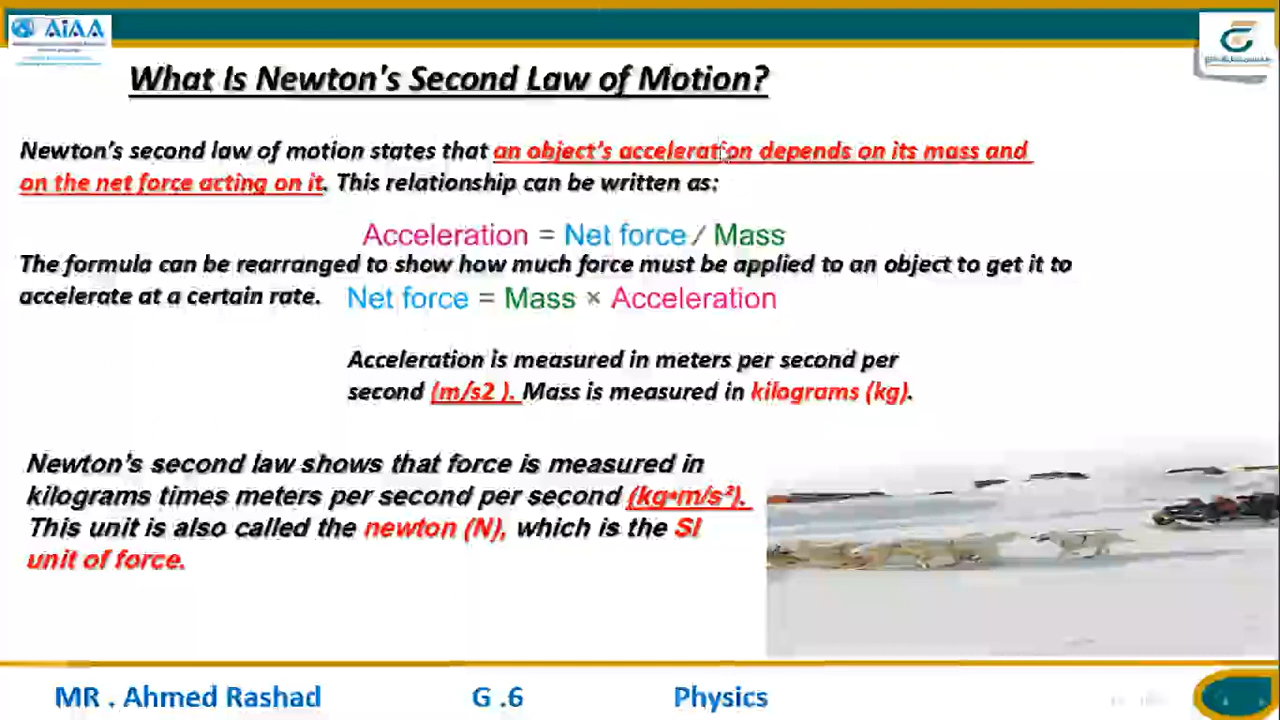 AIAA
What Is Newton's Second Law of Motion?
Newton's second law of motion states that an object's acceleration depends on its mass and
on the net force acting on it. This relationship can be written as:
Acceleration = Net force / Mass
The formula can be rearranged to show how much force must be applied to an object to get it to
accelerate at a certain rate. Net force = Mass × Acceleration
Acceleration is measured in meters per second per
second (m/s2 ). Mass is measured in kilograms (kg).
Newton's second law shows that force is measured in
kilograms times meters per second per second (kg•m/s²).
This unit is also called the newton (N), which is the SI
unit of force.
MR . Ahmed Rashad G .6 Physics